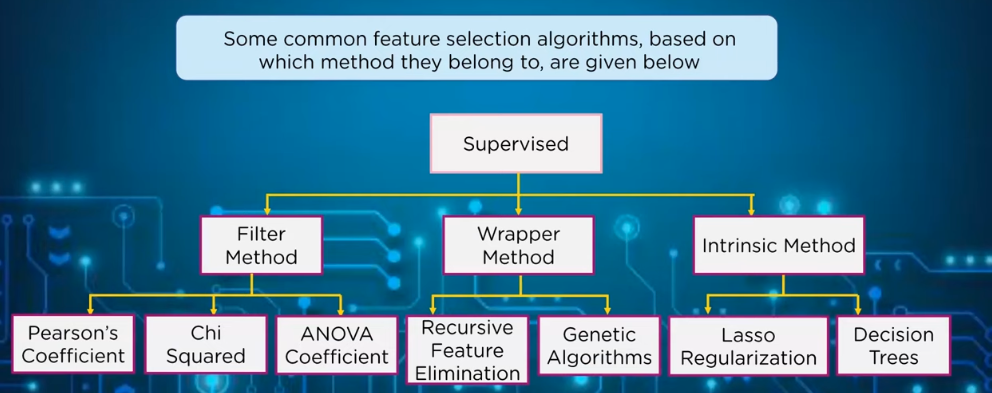 Some common feature selection algorithms, based on
which method they belong to, are given below
Supervised
Filter
Method
Wrapper
Method
Intrinsic Method
Pearson's
Coefficient
Chi
Squared
ANOVA
Coefficient
Recursive
Feature
Elimination
Genetic
Algorithms
Lasso
Regularization
Decision
Trees